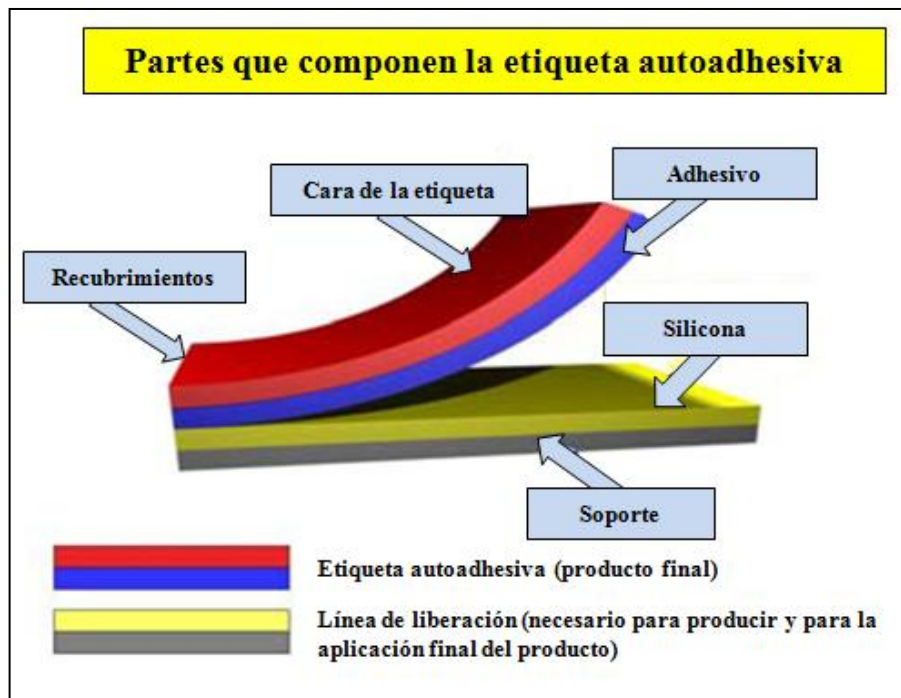 Partes que componen la etiqueta autoadhesiva
Cara de la etiqueta
Adhesivo
Recubrimientos
Silicona
Soporte
Etiqueta autoadhesiva (producto final)
Línea de liberación (necesario para producir y para la
aplicación final del producto)